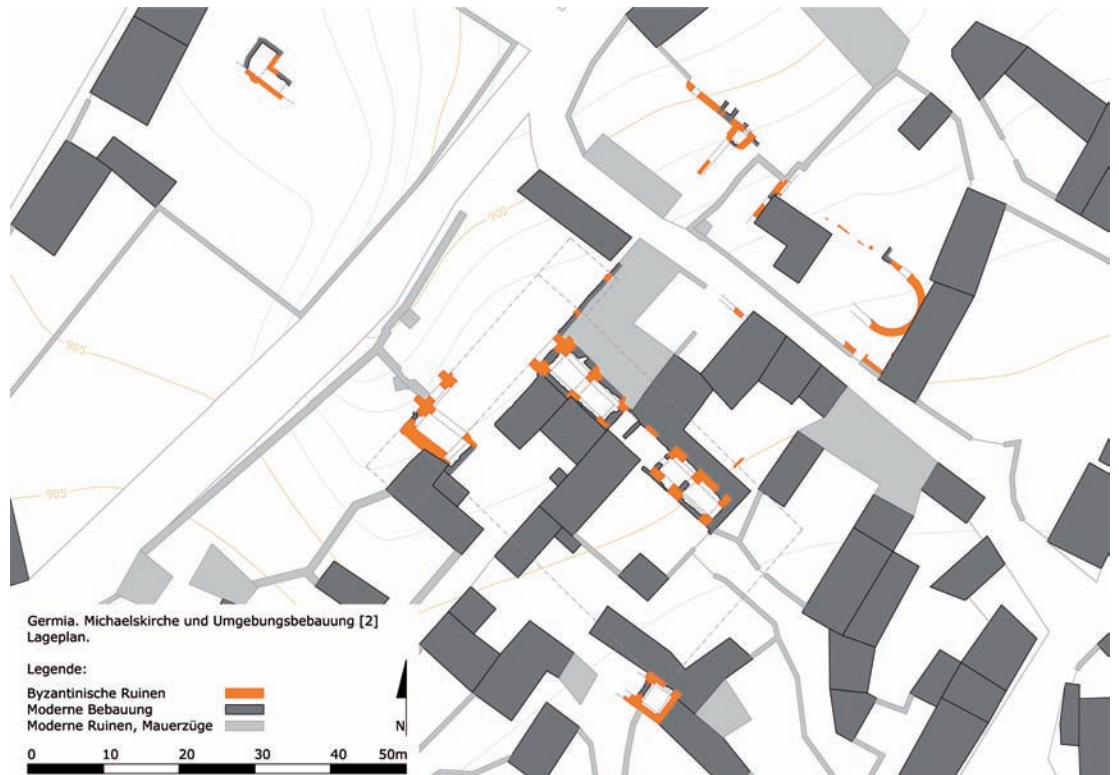 900
905
905
Germia. Michaelskirche und Umgebungsbebauung [2]
Lageplan.
Legende:
Byzantinische Ruinen
Moderne Bebauung
Moderne Ruinen, Mauerzüge
N
0 10 20 30 40 50m